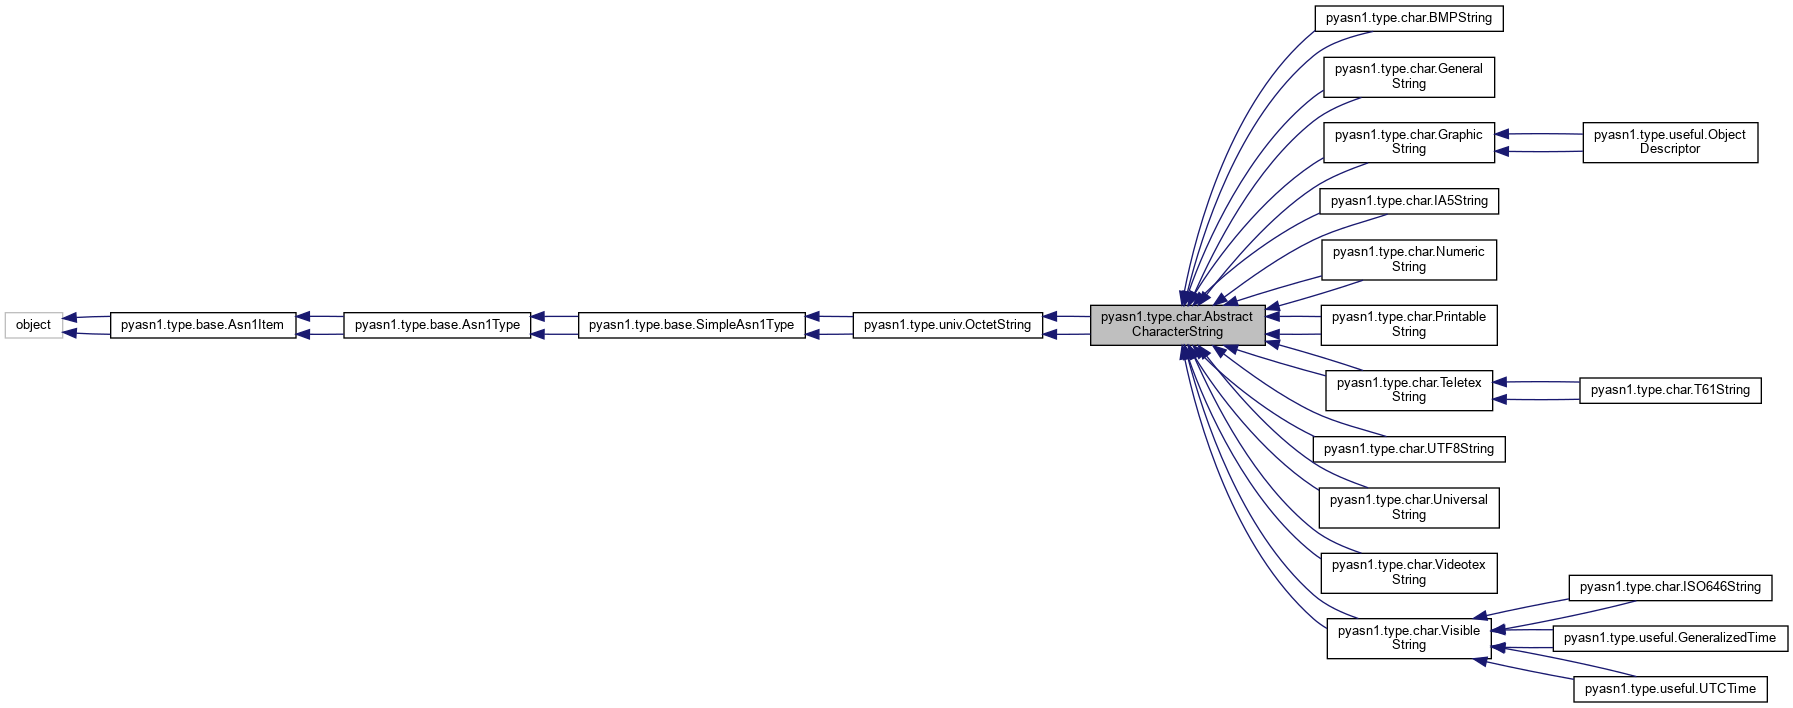 object
pyasn1.type.base.Asn1Item
pyasn1.type.base.Asn1Type
pyasn1.type.base.SimpleAsn1Type
pyasn1.type.univ.OctetString
pyasn1.type.char.Abstract
CharacterString
pyasn1.type.char.BMPString
pyasn1.type.char.General
String
pyasn1.type.char.Graphic
String
pyasn1.type.useful.Object
Descriptor
pyasn1.type.char.IA5String
pyasn1.type.char.Numeric
String
pyasn1.type.char.Printable
String
pyasn1.type.char.Teletex
String
pyasn1.type.char.T61String
pyasn1.type.char.UTF8String
pyasn1.type.char.Universal
String
pyasn1.type.char.Videotex
String
pyasn1.type.char.Visible
String
pyasn1.type.char.ISO646String
pyasn1.type.useful.GeneralizedTime
pyasn1.type.useful.UTCTime